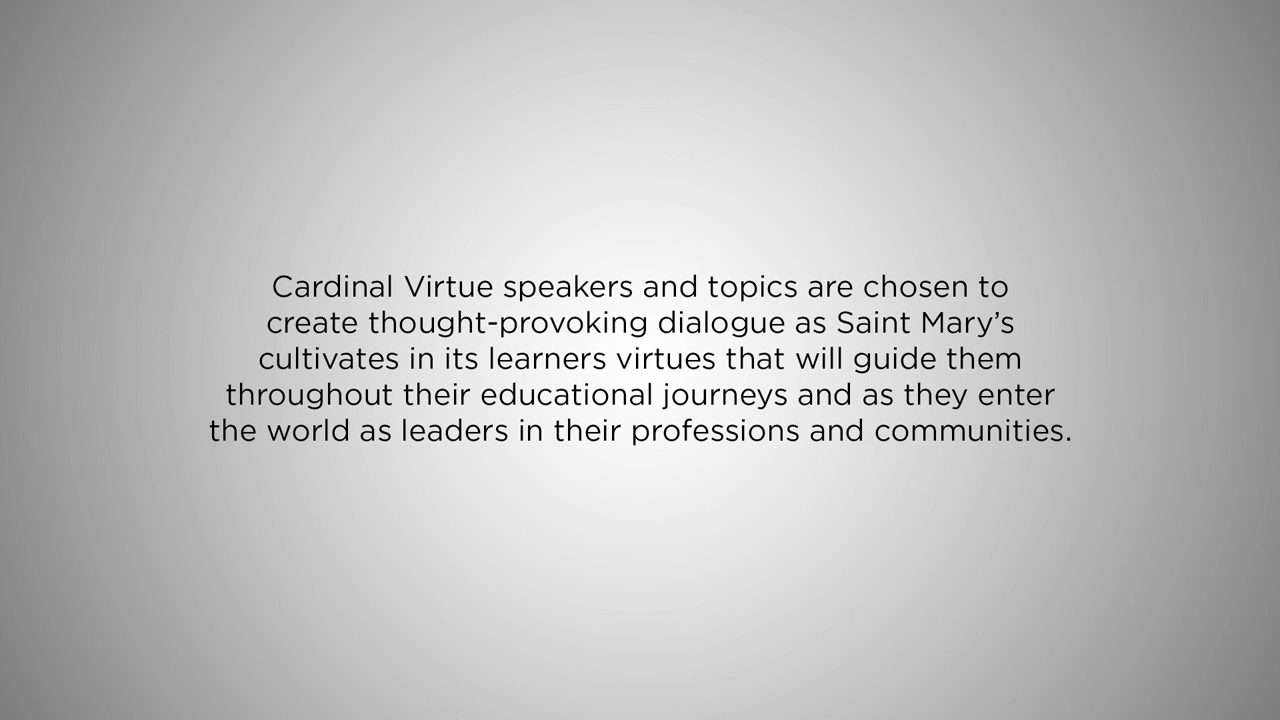 Cardinal Virtue speakers and topics are chosen to
create thought-provoking dialogue as Saint Mary’s
cultivates in its learners virtues that will guide them
throughout their educational journeys and as they enter
the world as leaders in their professions and communities.